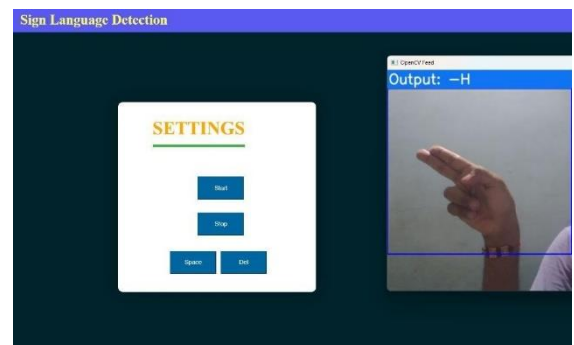 Sign Language Detection
SETTINGS
Start
Stop
Space
Del
OpenCV Feed
Output: −H